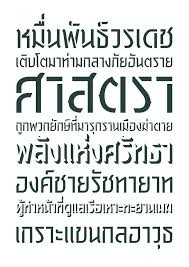 หมื่นพันธ์วรเดช
เติบโตมาท่ามกลางภัยอันตราย
ศาสตรา
ถูกพวกยักษ์ที่มารุกรานเมืองฆ่าตาย
พลังแห่งศรัทธา
องค์ชายรัชทายาท
ผู้ทำหน้าที่ดูแลเรือเหาะทะยานเมฆ
เกราะแขนกลอาวุธ